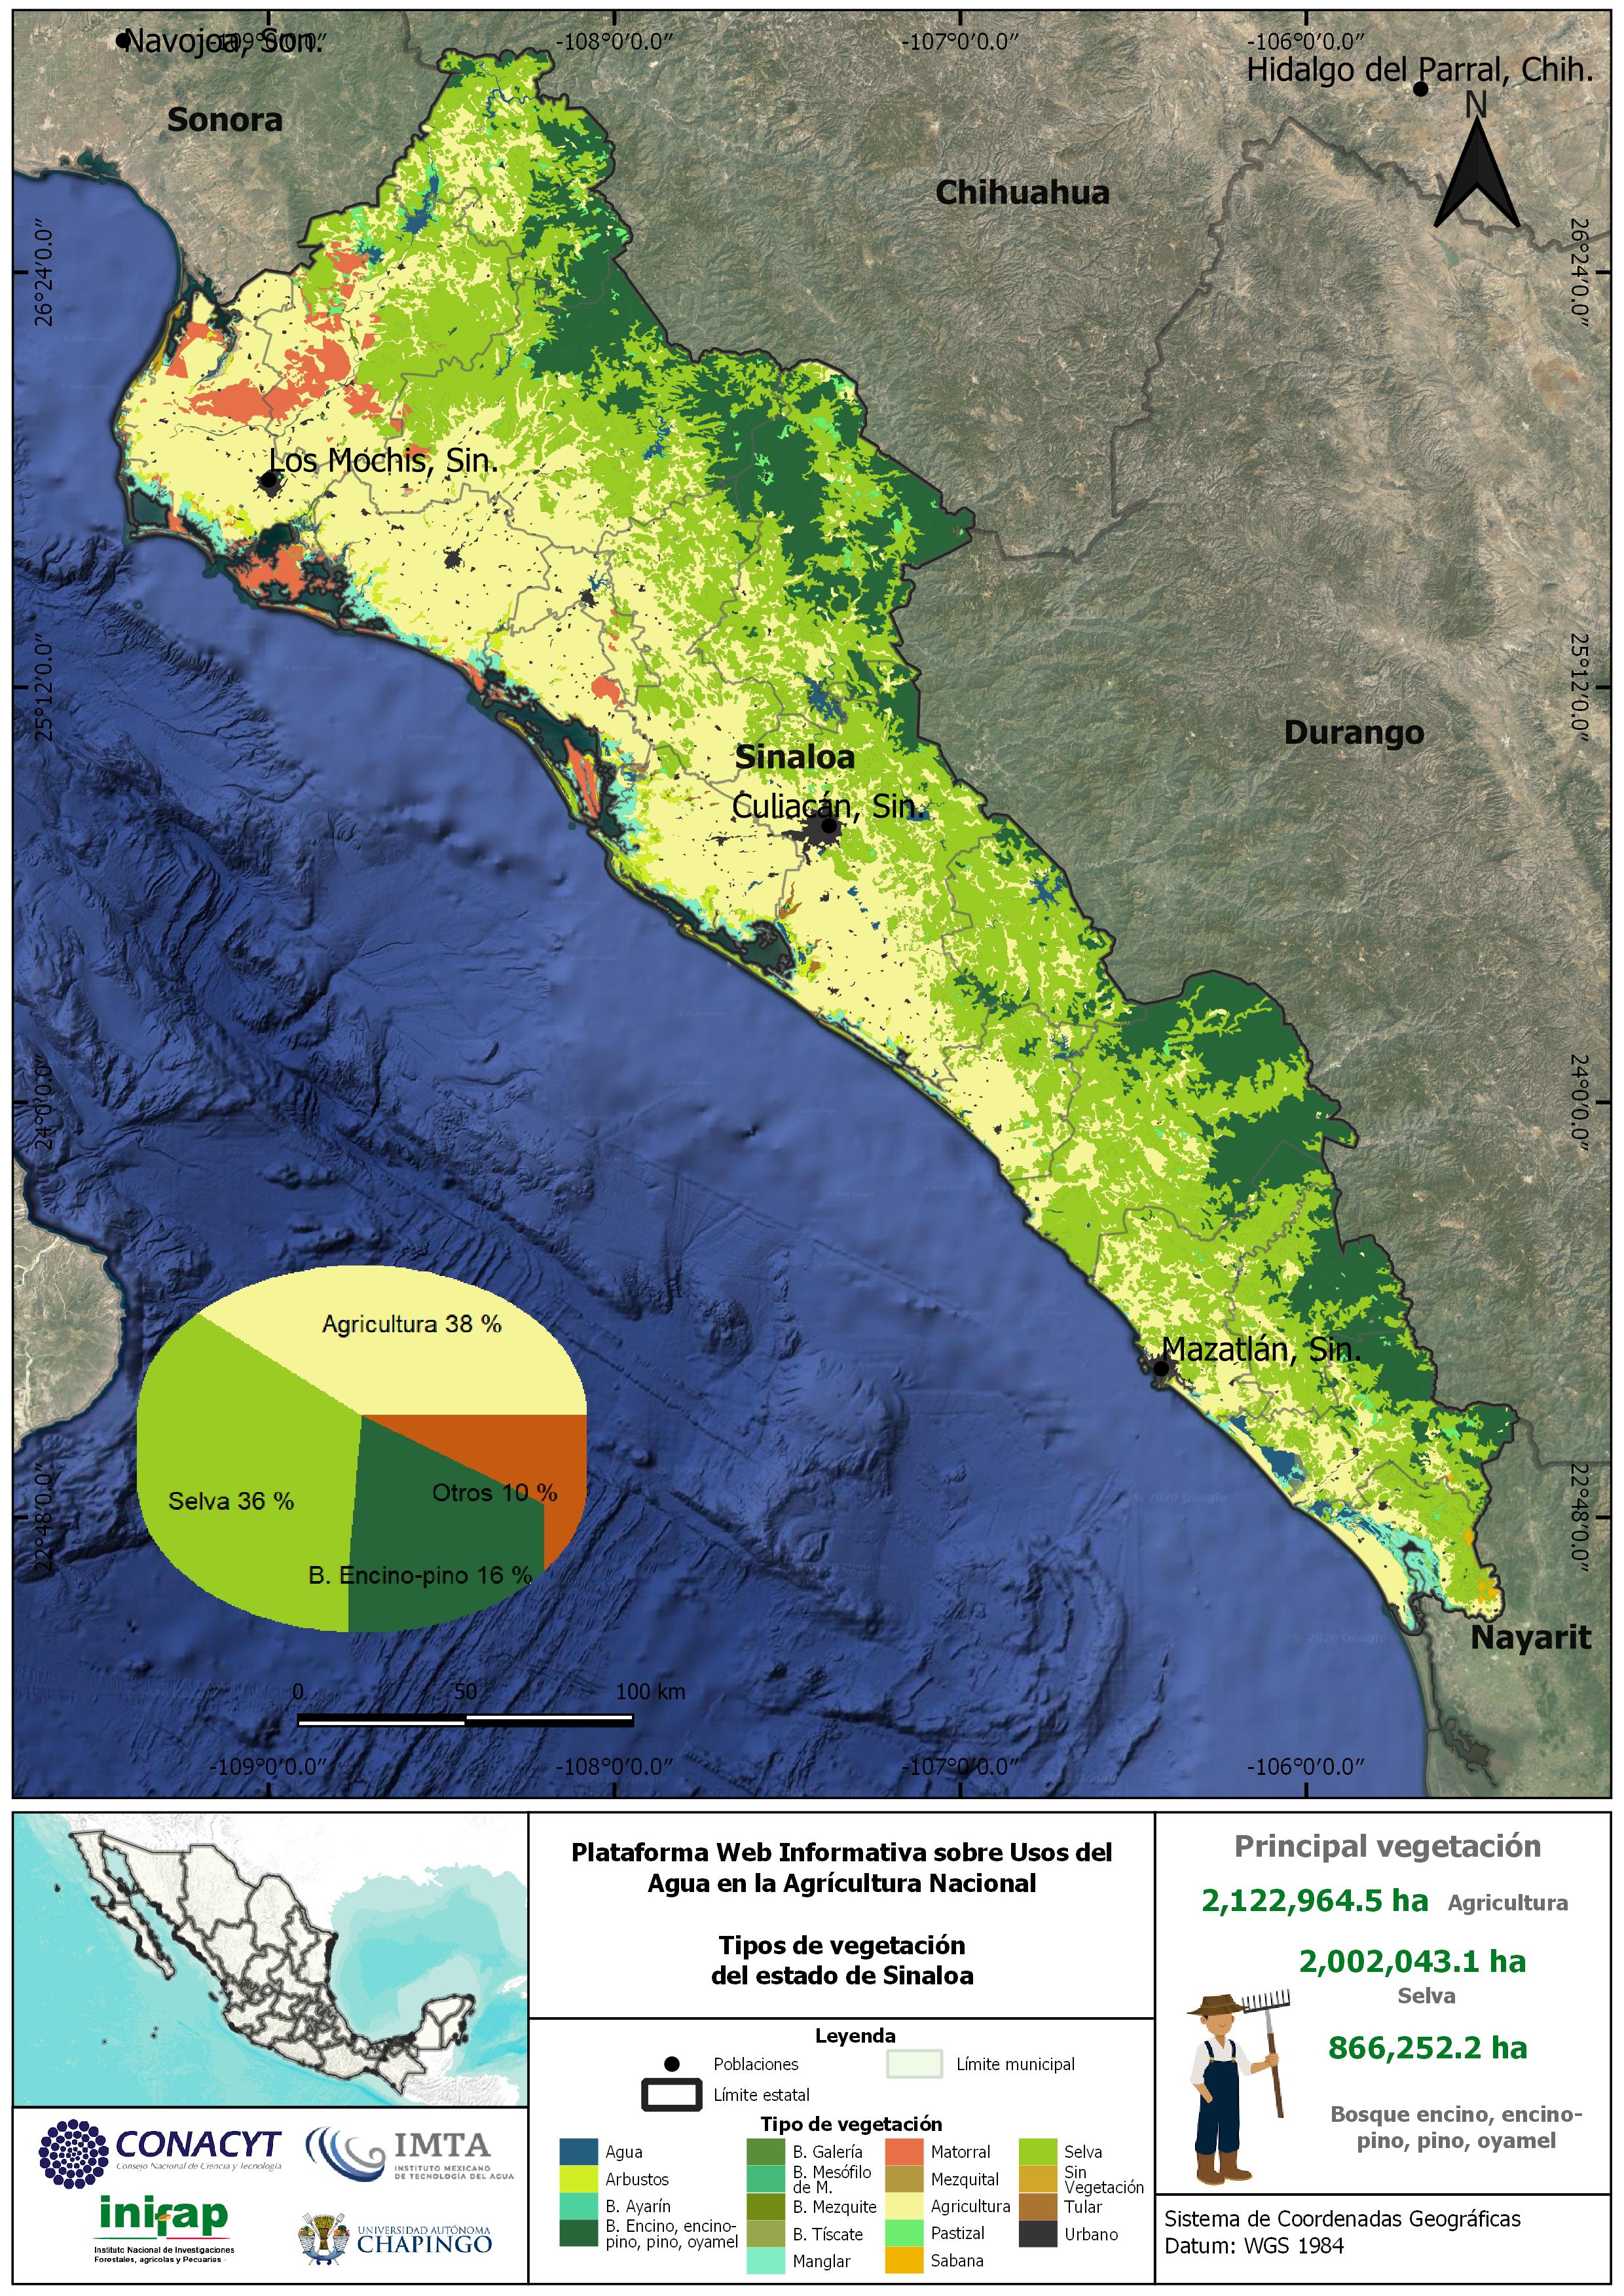 Navojoa, Son.
-109°0′0.0″
-108°0′0.0″
-107°0′0.0″
-106°0′0.0″
Hidalgo del Parral, Chih.
N
Sonora
Chihuahua
26°24′0.0″
26°24′0.0″
Los Mochis, Sin.
25°12′0.0″
25°12′0.0″
Durango
Sinaloa
Culiacán, Sin.
24°0′0.0″
24°0′0.0″
Mazatlán, Sin.
22°48′0.0″
22°48′0.0″
Nayarit
Agricultura 38 %
Selva 36 %
Otros 10 %
B. Encino-pino 16 %
© 2020 Google
© 2020 Google
0 50 100 km
-109°0′0.0″
-108°0′0.0″
-107°0′0.0″
-106°0′0.0″
Plataforma Web Informativa sobre Usos del
Agua en la Agrícultura Nacional
Tipos de vegetación
del estado de Sinaloa
Leyenda
Poblaciones
Límite municipal
Límite estatal
Tipo de vegetación
Agua
Arbustos
B. Ayarín
B. Encino, encino-
pino, pino, oyamel
B. Galería
B. Mesófilo
de M.
B. Mezquite
B. Tíscate
Manglar
Matorral
Mezquital
Agricultura
Pastizal
Sabana
Selva
Sin
Vegetación
Tular
Urbano
Principal vegetación
2,122,964.5 ha Agricultura
2,002,043.1 ha
Selva
866,252.2 ha
Bosque encino, encino-
pino, pino, oyamel
Sistema de Coordenadas Geográficas
Datum: WGS 1984
CONACYT
Consejo Nacional de Ciencia y Tecnología
IMTA
INSTITUTO MEXICANO
DE TECNOLOGÍA DEL AGUA
inifap
Instituto Nacional de Investigaciones
Forestales, agrícolas y Pecuarias
UNIVERSIDAD AUTÓNOMA
CHAPINGO